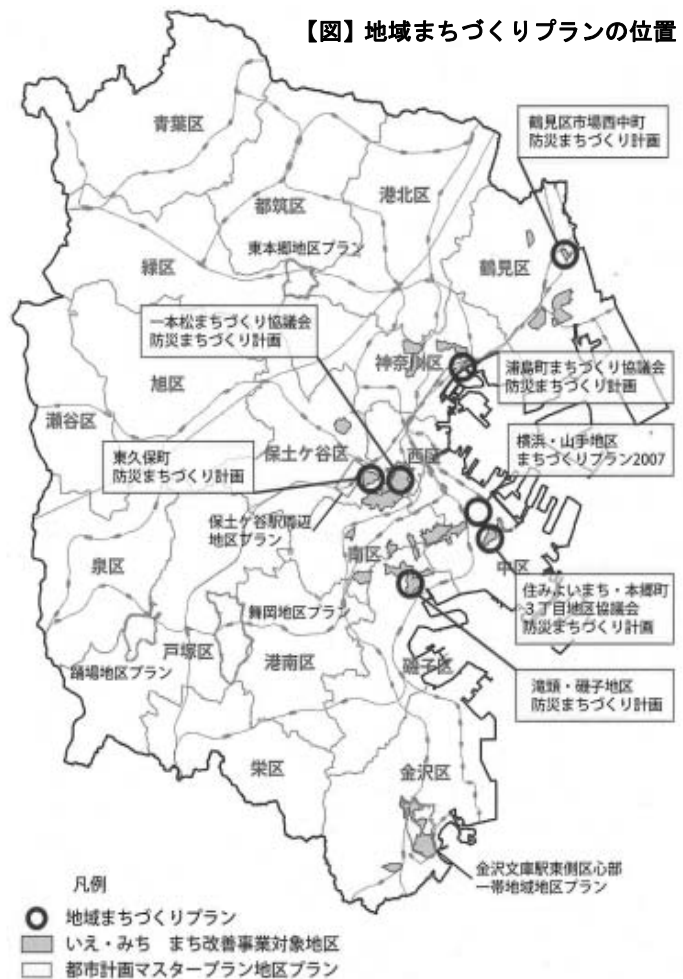 【図】地域まちづくりプランの位置
青葉区
鶴見区市場西中町
防災まちづくり計画
都筑区
港北区
東本郷地区プラン
鶴見区
緑区
一本松まちづくり協議会
防災まちづくり計画
神奈川区
浦島町まちづくり協議会
防災まちづくり計画
旭区
瀬谷区
横浜・山手地区
まちづくりプラン2007
保土ケ谷区
西区
東久保町
防災まちづくり計画
保土ケ谷駅周辺
地区プラン
南区
中区
泉区
住みよいまち・本郷町
3丁目地区協議会
防災まちづくり計画
舞岡地区プラン
戸塚区
港南区
磯子区
踊場地区プラン
滝頭・磯子地区
防災まちづくり計画
栄区
金沢区
金沢文庫駅東側区心部
一帯地域地区プラン
凡例
地域まちづくりプラン
いえ・みち まち改善事業対象地区
都市計画マスタープラン地区プラン